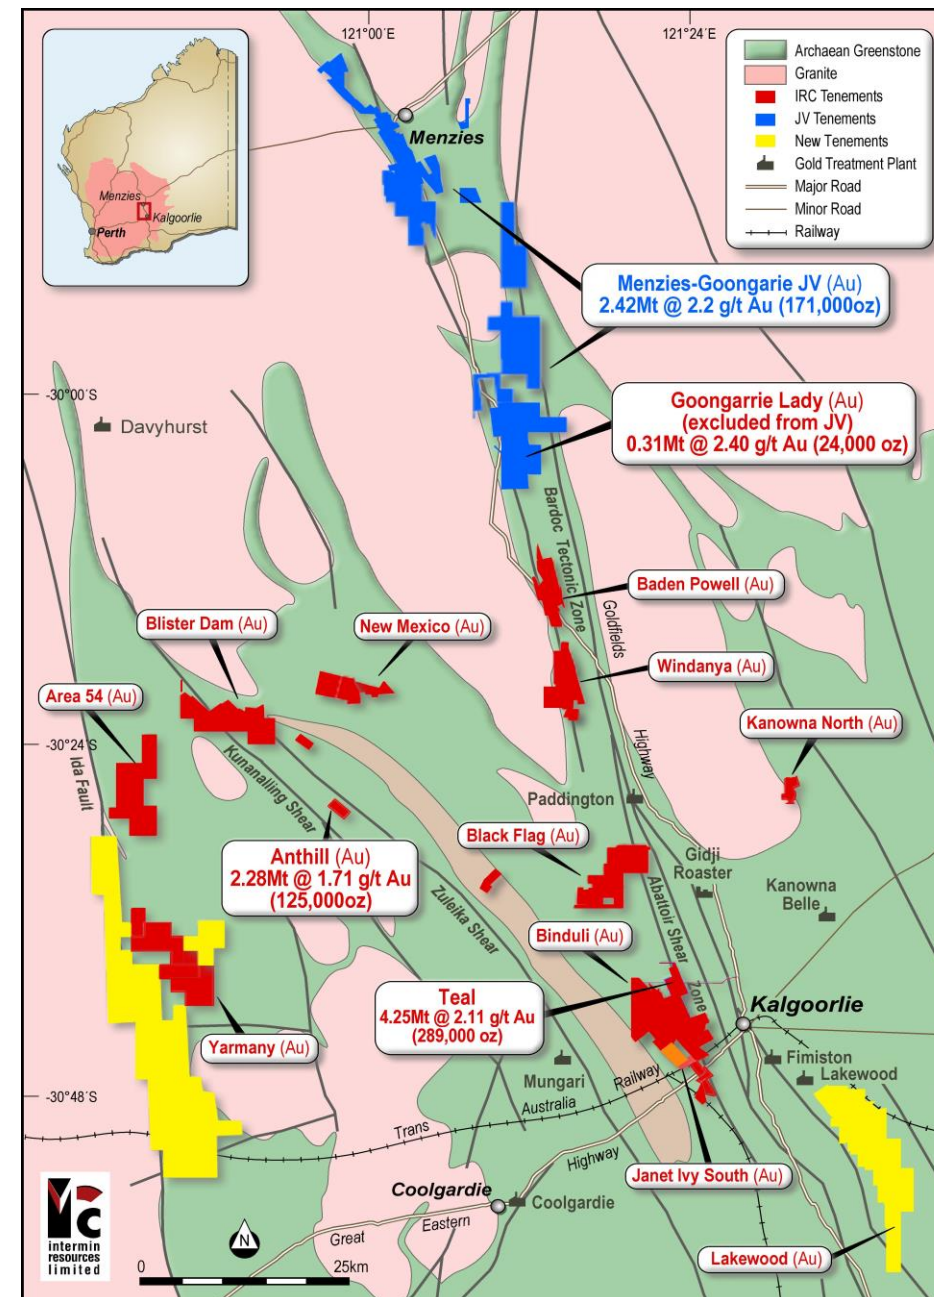 121°00´E
121°24´E
Archaean Greenstone
Granite
IRC Tenements
JV Tenements
New Tenements
Gold Treatment Plant
Major Road
Minor Road
Railway
Menzies
Kalgoorlie
Perth
Menzies
Menzies-Goongarie JV (Au)
2.42Mt @ 2.2 g/t Au (171,000oz)
-30°00´S
Davyhurst
Goongarrie Lady (Au)
(excluded from JV)
0.31Mt @ 2.40 g/t Au (24,000 oz)
Bardoc Tectonic Zone
Baden Powell (Au)
Goldfields
Highway
Blister Dam (Au)
New Mexico (Au)
Windanya (Au)
Area 54 (Au)
Kanowna North (Au)
-30°24´S
Ida Fault
Kunanalling Shear
Paddington
Black Flag (Au)
Anthill (Au)
2.28Mt @ 1.71 g/t Au
(125,000oz)
Zuleika Shear
Abattoir Shear
Zone
Gidji
Roaster
Kanowna
Belle
Binduli (Au)
Teal
4.25Mt @ 2.11 g/t Au
(289,000 oz)
Kalgoorlie
Yarmany (Au)
Mungari
Fimiston
Lakewood
-30°48´S
Trans Australia Railway
Janet Ivy South (Au)
Coolgardie
Coolgardie
Great Eastern Highway
Lakewood (Au)
intermin
resources
limited
N
0 25km